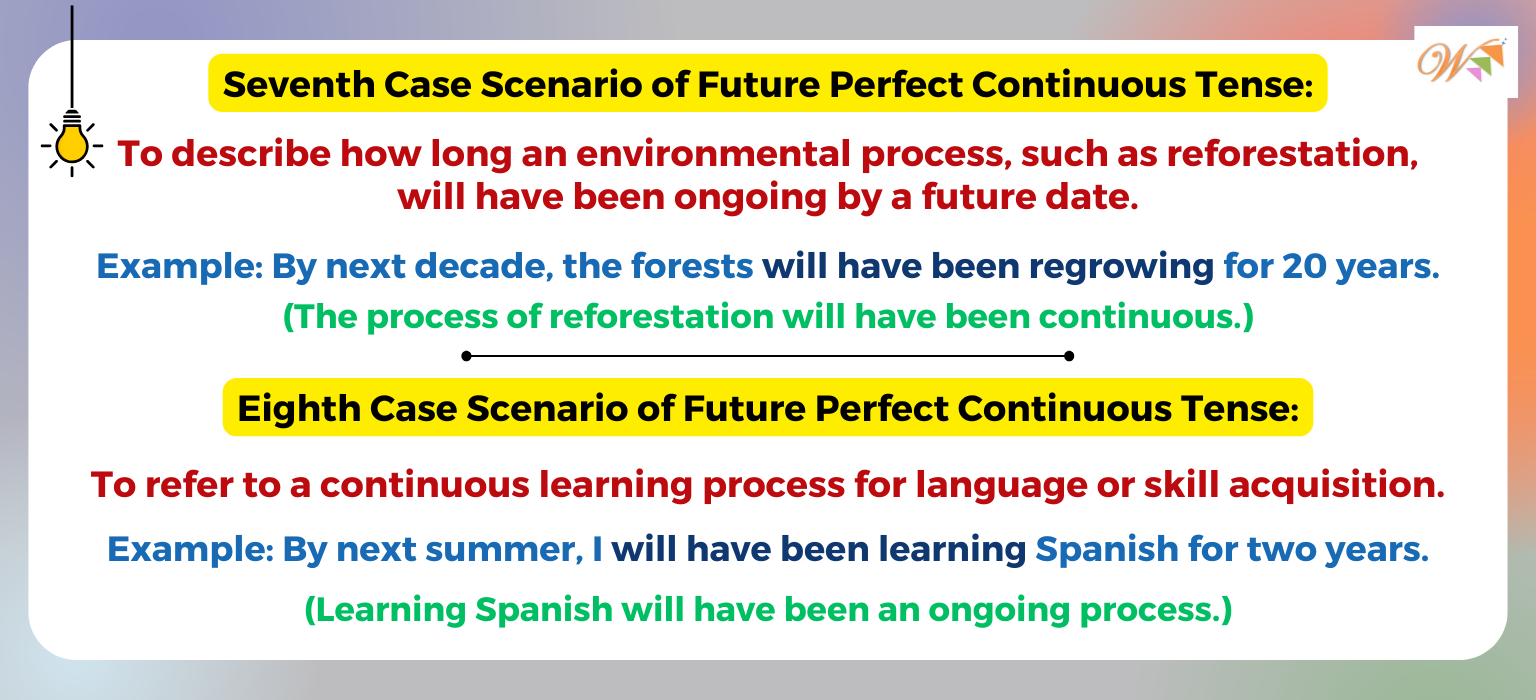 Seventh Case Scenario of Future Perfect Continuous Tense:
To describe how long an environmental process, such as reforestation,
will have been ongoing by a future date.
Example: By next decade, the forests will have been regrowing for 20 years.
(The process of reforestation will have been continuous.)
Eighth Case Scenario of Future Perfect Continuous Tense:
To refer to a continuous learning process for language or skill acquisition.
Example: By next summer, I will have been learning Spanish for two years.
(Learning Spanish will have been an ongoing process.)